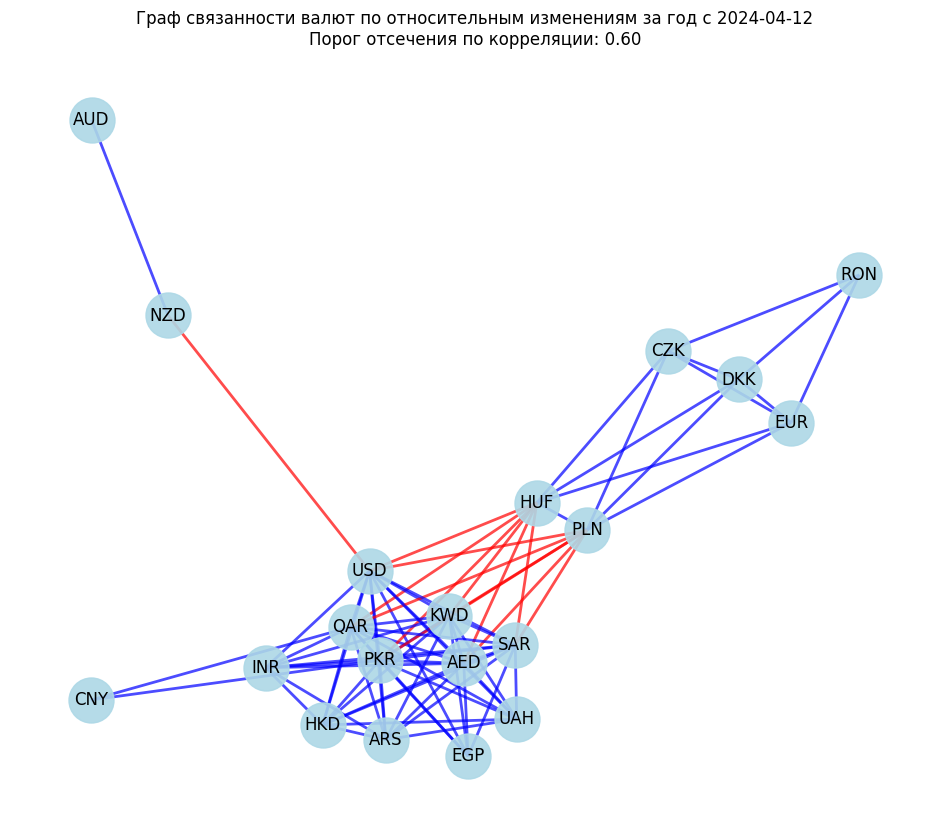 Граф связанности валют по относительным изменениям за год с 2024-04-12
Порог отсечения по корреляции: 0.60
AUD
RON
NZD
CZK
DKK
EUR
HUF
PLN
USD
KWD
QAR
SAR
PKR
AED
INR
CNY
UAH
HKD
ARS
EGP